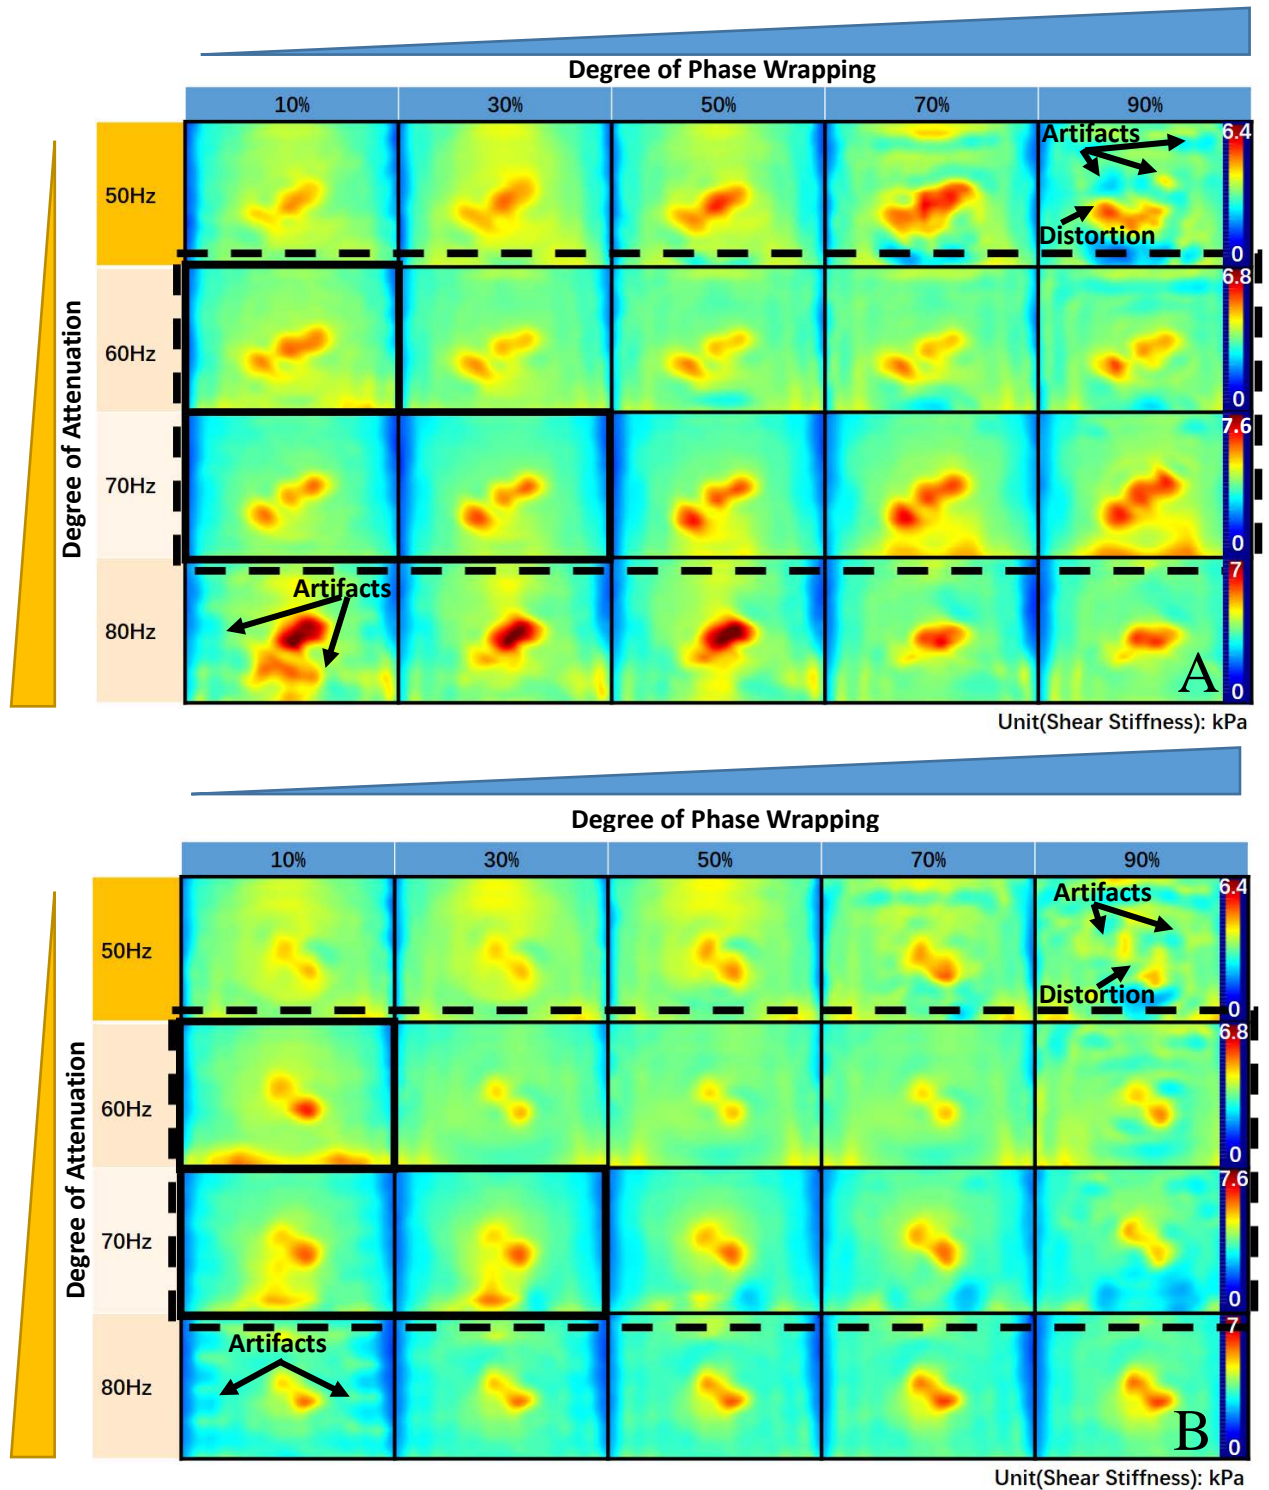 Degree of Phase Wrapping
10% 30% 50% 70% 90%
Degree of Attenuation
50Hz
Artifacts
Distortion
6.4
0
60Hz
6.8
0
70Hz
7.6
0
80Hz
Artifacts
7
0
A
Unit(Shear Stiffness): kPa
Degree of Phase Wrapping
10% 30% 50% 70% 90%
Degree of Attenuation
50Hz
Artifacts
Distortion
6.4
0
60Hz
6.8
0
70Hz
7.6
0
80Hz
Artifacts
7
0
B
Unit(Shear Stiffness): kPa